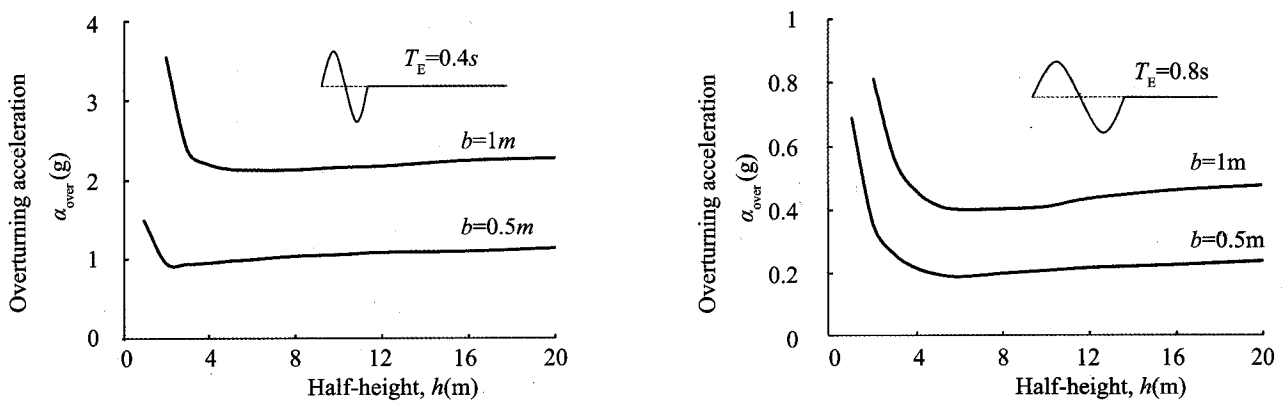 Overturning acceleration
α_over (g)
4
3
2
1
0
T_E=0.4s
b=1m
b=0.5m
0 4 8 12 16 20
Half-height, h(m)
Overturning acceleration
α_over (g)
1
0.8
0.6
0.4
0.2
0
T_E=0.8s
b=1m
b=0.5m
0 4 8 12 16 20
Half-height, h(m)